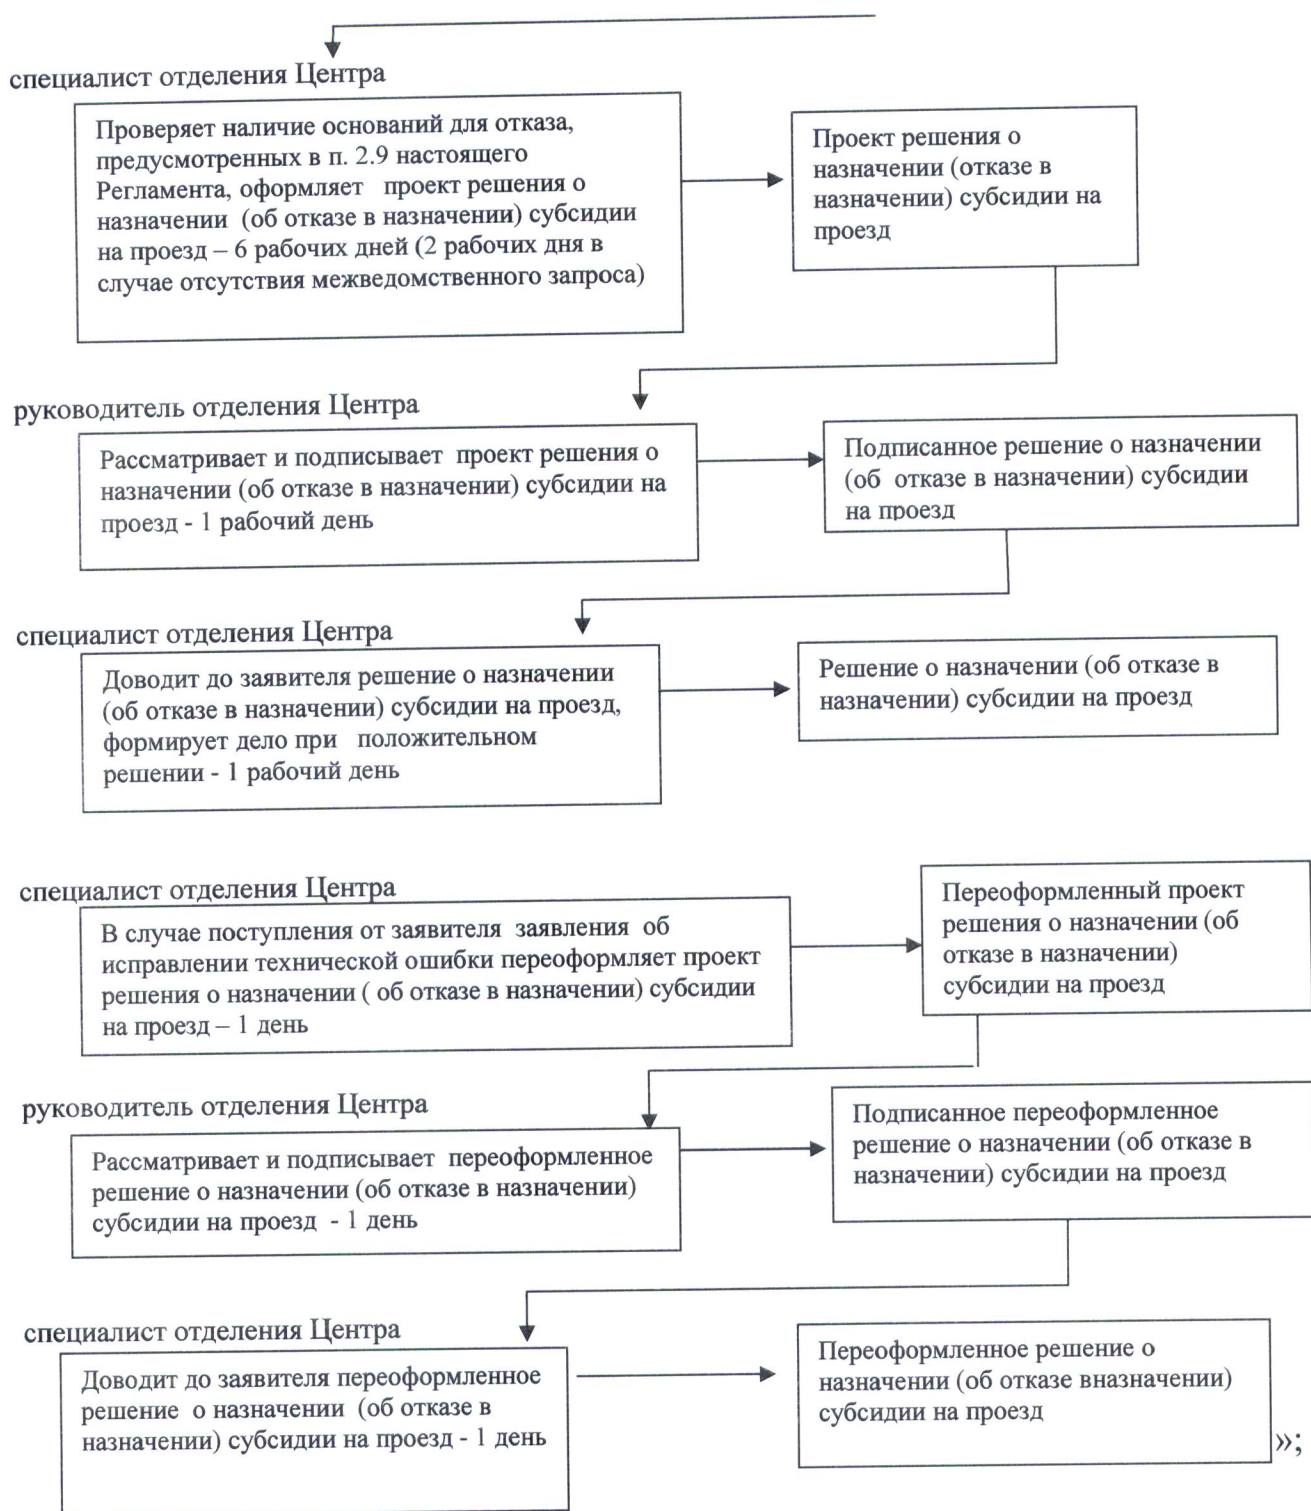 специалист отделения Центра
Проверяет наличие оснований для отказа,
предусмотренных в п. 2.9 настоящего
Регламента, оформляет проект решения о
назначении (об отказе в назначении) субсидии
на проезд – 6 рабочих дней (2 рабочих дня в
случае отсутствия межведомственного запроса)
Проект решения о
назначении (отказе в
назначении) субсидии на
проезд
руководитель отделения Центра
Рассматривает и подписывает проект решения о
назначении (об отказе в назначении) субсидии на
проезд - 1 рабочий день
Подписанное решение о назначении
(об отказе в назначении) субсидии
на проезд
специалист отделения Центра
Доводит до заявителя решение о назначении
(об отказе в назначении) субсидии на проезд,
формирует дело при положительном
решении - 1 рабочий день
Решение о назначении (об отказе в
назначении) субсидии на проезд
специалист отделения Центра
В случае поступления от заявителя заявления об
исправлении технической ошибки переоформляет проект
решения о назначении ( об отказе в назначении) субсидии
на проезд – 1 день
Переоформленный проект
решения о назначении (об
отказе в назначении)
субсидии на проезд
руководитель отделения Центра
Рассматривает и подписывает переоформленное
решение о назначении (об отказе в назначении)
субсидии на проезд - 1 день
Подписанное переоформленное
решение о назначении (об отказе в
назначении) субсидии на проезд
специалист отделения Центра
Доводит до заявителя переоформленное
решение о назначении (об отказе в
назначении) субсидии на проезд - 1 день
Переоформленное решение о
назначении (об отказе вназначении)
субсидии на проезд
»;